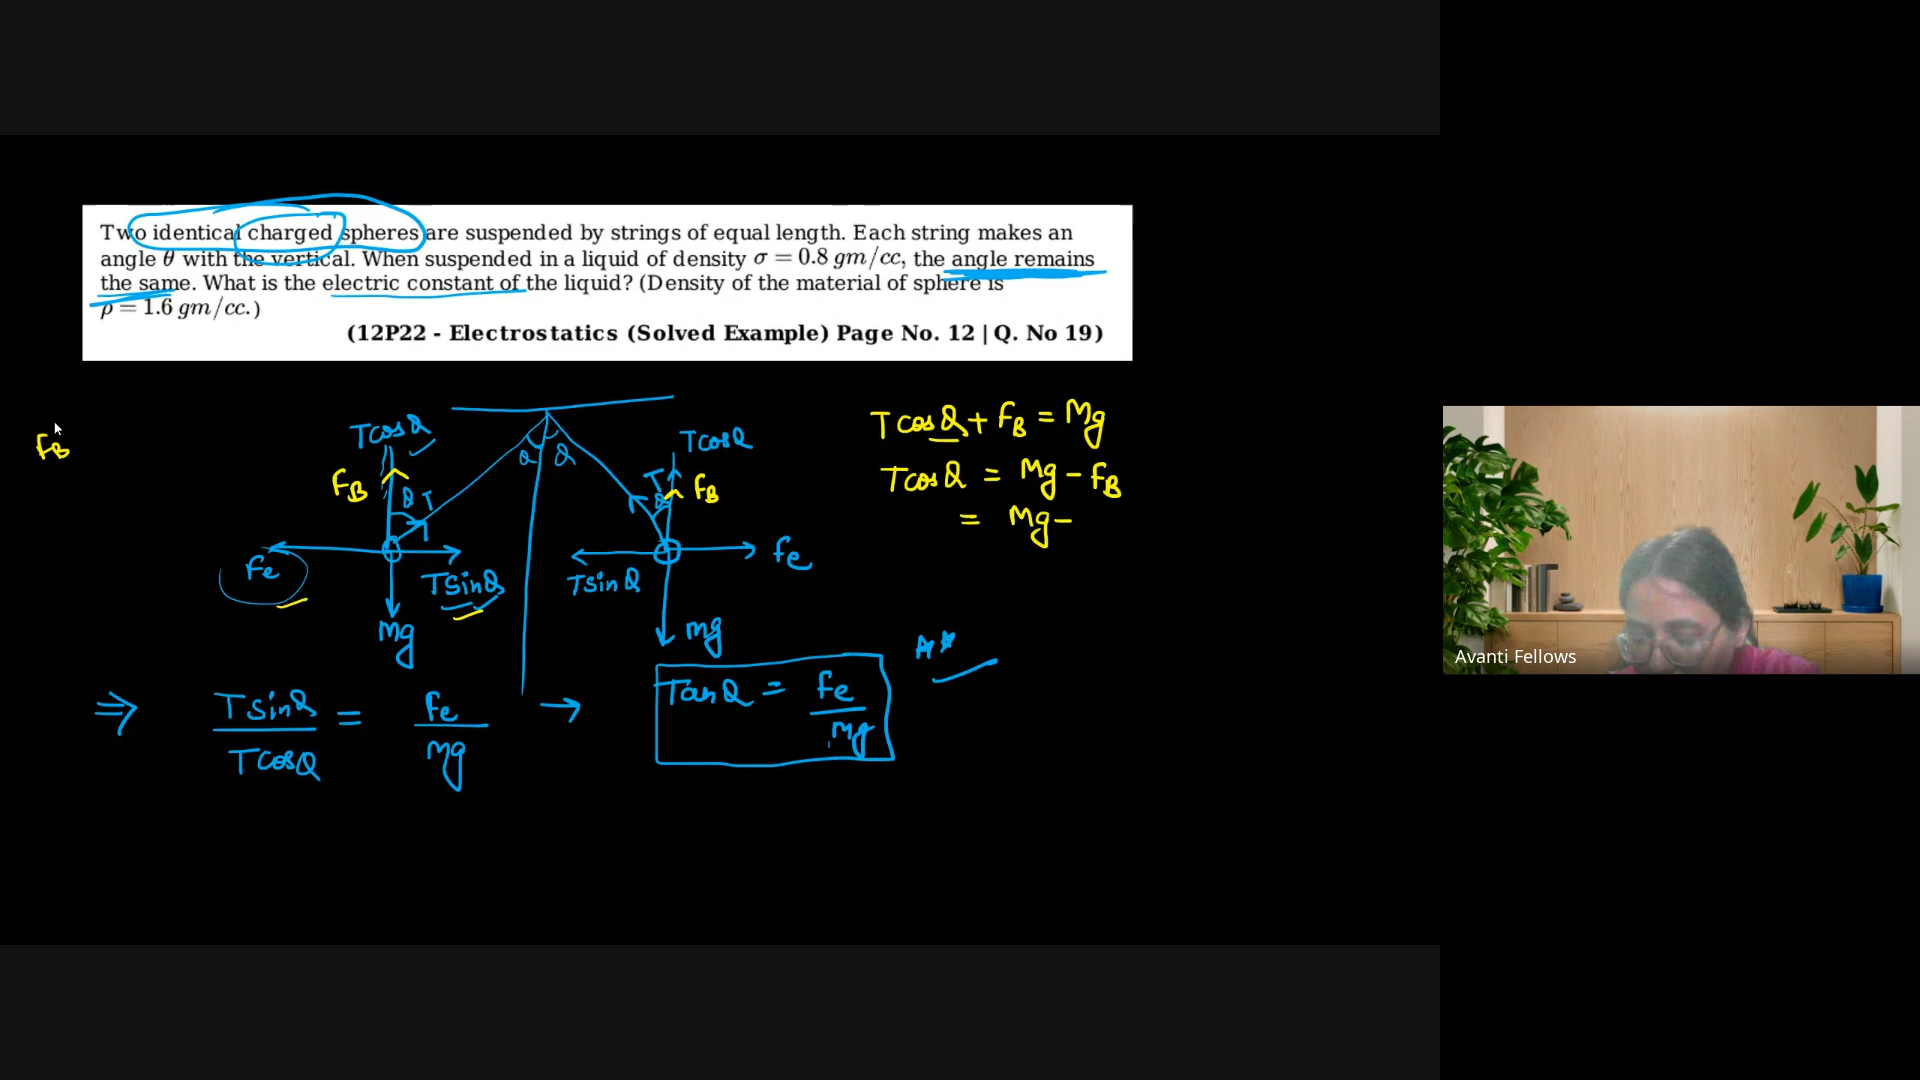 Two identical charged spheres are suspended by strings of equal length. Each string makes an
angle θ with the vertical. When suspended in a liquid of density σ = 0.8 gm/cc, the angle remains
the same. What is the electric constant of the liquid? (Density of the material of sphere is
ρ = 1.6 gm/cc.)
(12P22 - Electrostatics (Solved Example) Page No. 12 | Q. No 19)
FB
Tcosθ
FB
θ T
Fe
Tsinθ
Mg
θ θ
Tcosθ
T
θ
FB
Tsinθ
fe
mg
Tcosθ + FB = Mg
Tcosθ = Mg - FB
= Mg -
⇒ Tsinθ/Tcosθ = fe/mg → Tanθ = fe/mg
Avanti Fellows